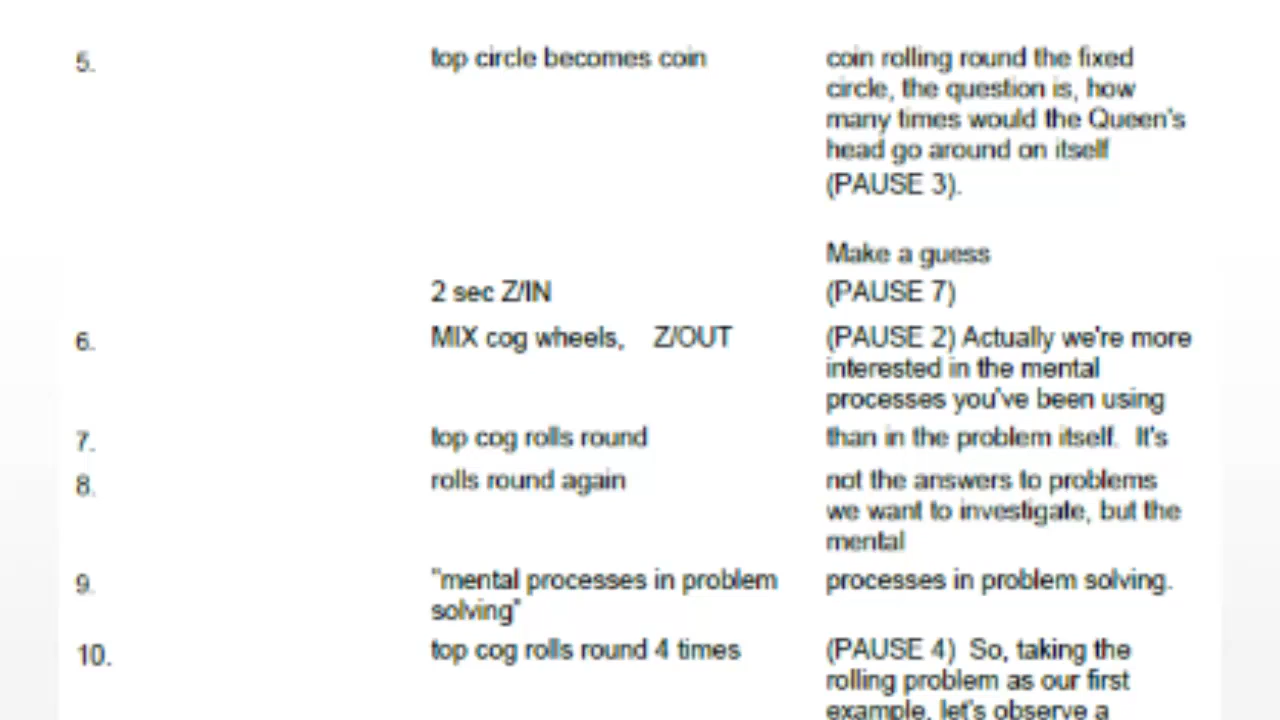 5. top circle becomes coin coin rolling round the fixed
circle, the question is, how
many times would the Queen's
head go around on itself
(PAUSE 3).
Make a guess
2 sec Z/IN (PAUSE 7)
6. MIX cog wheels, Z/OUT (PAUSE 2) Actually we're more
interested in the mental
processes you've been using
7. top cog rolls round than in the problem itself. It's
8. rolls round again not the answers to problems
we want to investigate, but the
mental
9. "mental processes in problem processes in problem solving.
solving"
10. top cog rolls round 4 times (PAUSE 4) So, taking the
rolling problem as our first
example, let's observe a